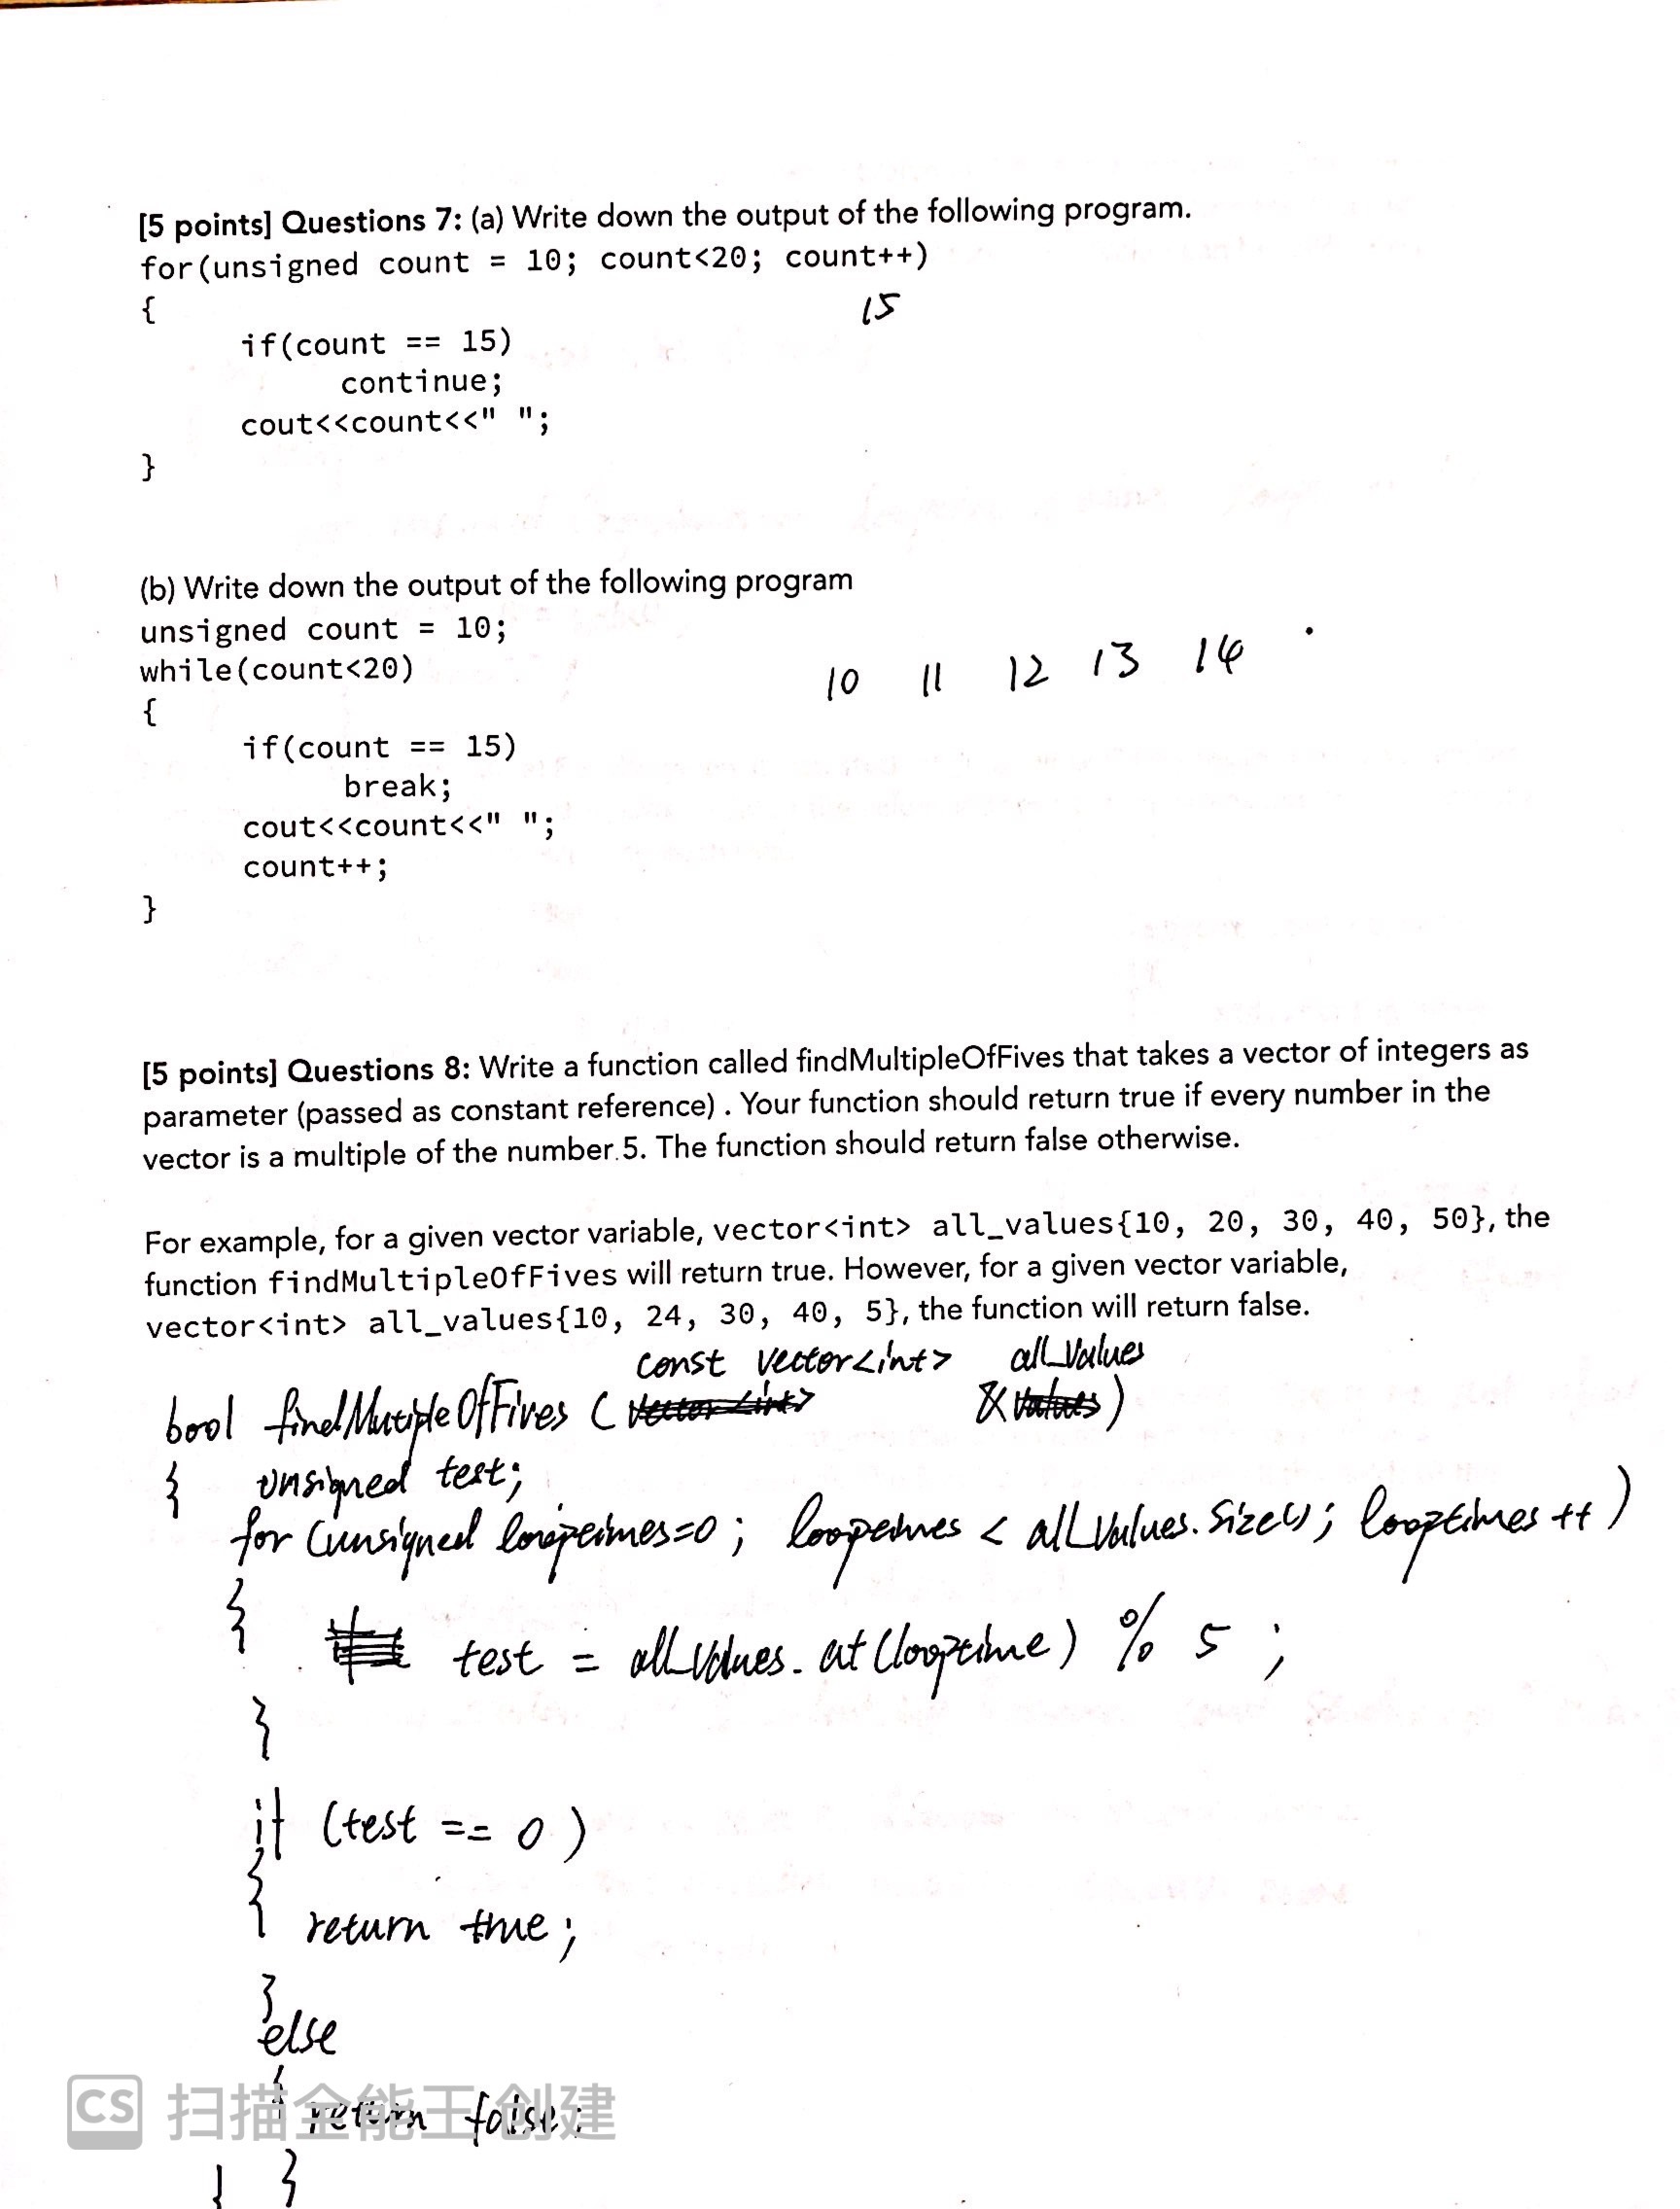 [5 points] Questions 7: (a) Write down the output of the following program.
for(unsigned count = 10; count<20; count++)
{
15
if(count == 15)
continue;
cout<<count<<" ";
}
(b) Write down the output of the following program
unsigned count = 10;
while(count<20)
10 11 12 13 14
{
if(count == 15)
break;
cout<<count<<" ";
count++;
}
[5 points] Questions 8: Write a function called findMultipleOfFives that takes a vector of integers as
parameter (passed as constant reference) . Your function should return true if every number in the
vector is a multiple of the number 5. The function should return false otherwise.
For example, for a given vector variable, vector<int> all_values{10, 20, 30, 40, 50}, the
function findMultipleOfFives will return true. However, for a given vector variable,
vector<int> all_values{10, 24, 30, 40, 5}, the function will return false.
const vector<int> all_values
bool findMutipleOfFives ( &)
{ unsigned test;
for (unsigned looptimes=0; looptimes < all_values.size(); looptimes ++)
{
test = all_values.at(looptime) % 5 ;
}
if (test == 0)
{
return true;
}
else
{
return false;
}
CS 扫描全能王 创建